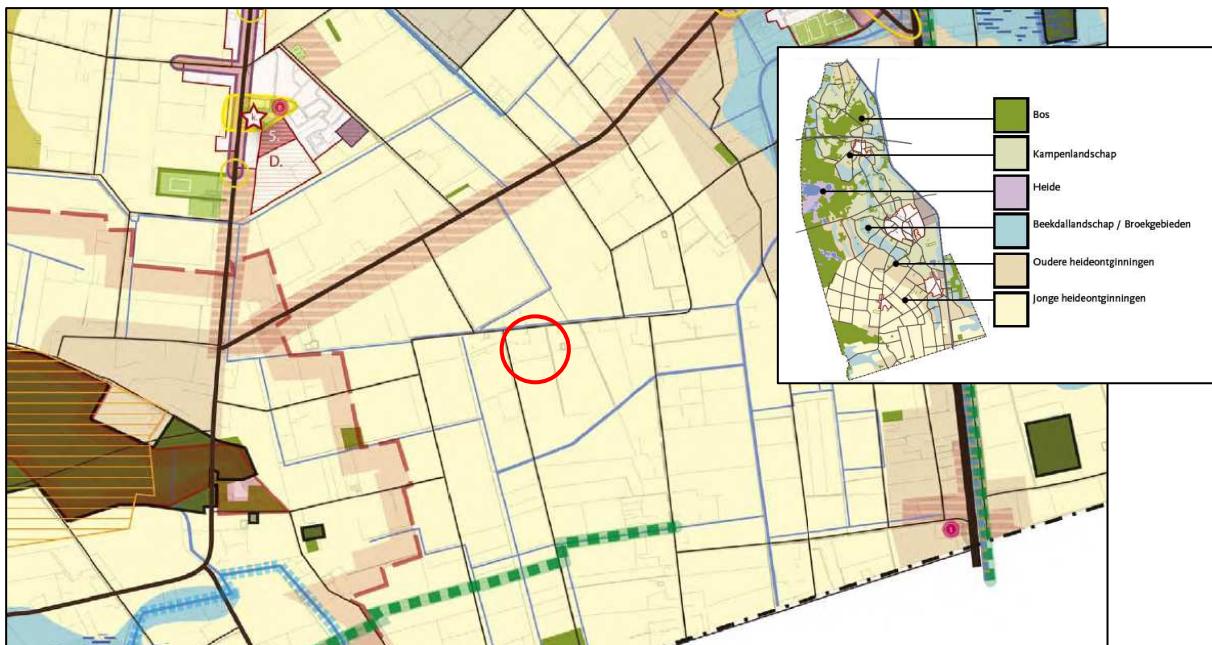 k
S.
D.
Bos
Kampenlandschap
Heide
Beekdallandschap / Broekgebieden
Oudere heideontginningen
Jonge heideontginningen